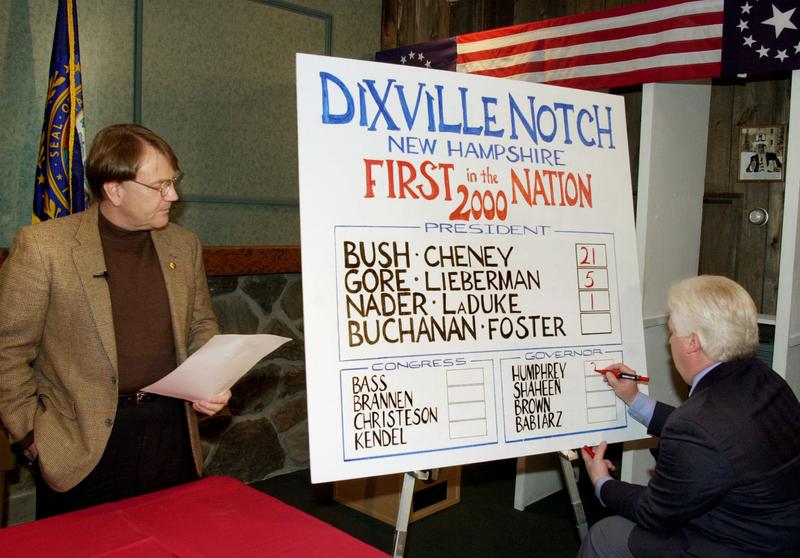 DIXVILLE NOTCH
NEW HAMPSHIRE
FIRST in the NATION
2000
PRESIDENT
BUSH · CHENEY 21
GORE · LIEBERMAN 5
NADER · LADUKE 1
BUCHANAN · FOSTER
CONGRESS
BASS
BRANNEN
CHRISTESON
KENDEL
GOVERNOR
HUMPHREY
SHAHEEN
BROWN
BABIARZ
SEAL